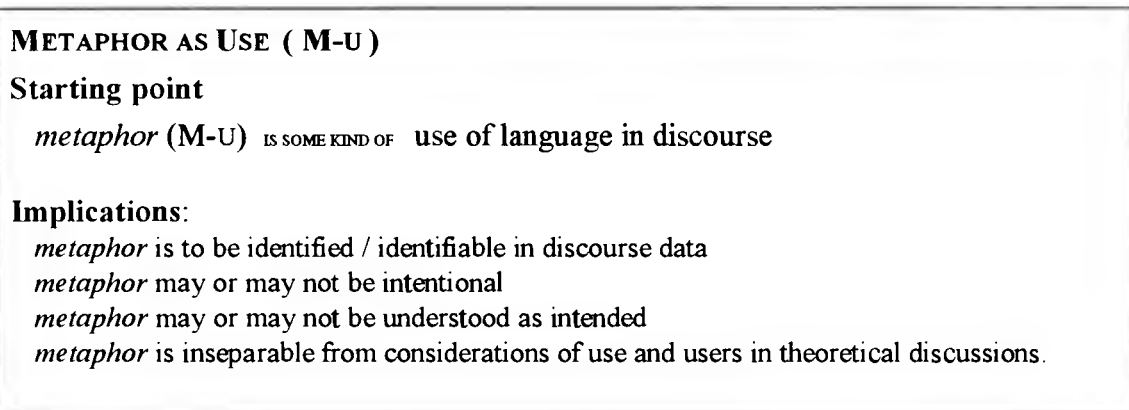 METAPHOR AS USE ( M-U )
Starting point
metaphor (M-U) IS SOME KIND OF use of language in discourse
Implications:
metaphor is to be identified / identifiable in discourse data
metaphor may or may not be intentional
metaphor may or may not be understood as intended
metaphor is inseparable from considerations of use and users in theoretical discussions.